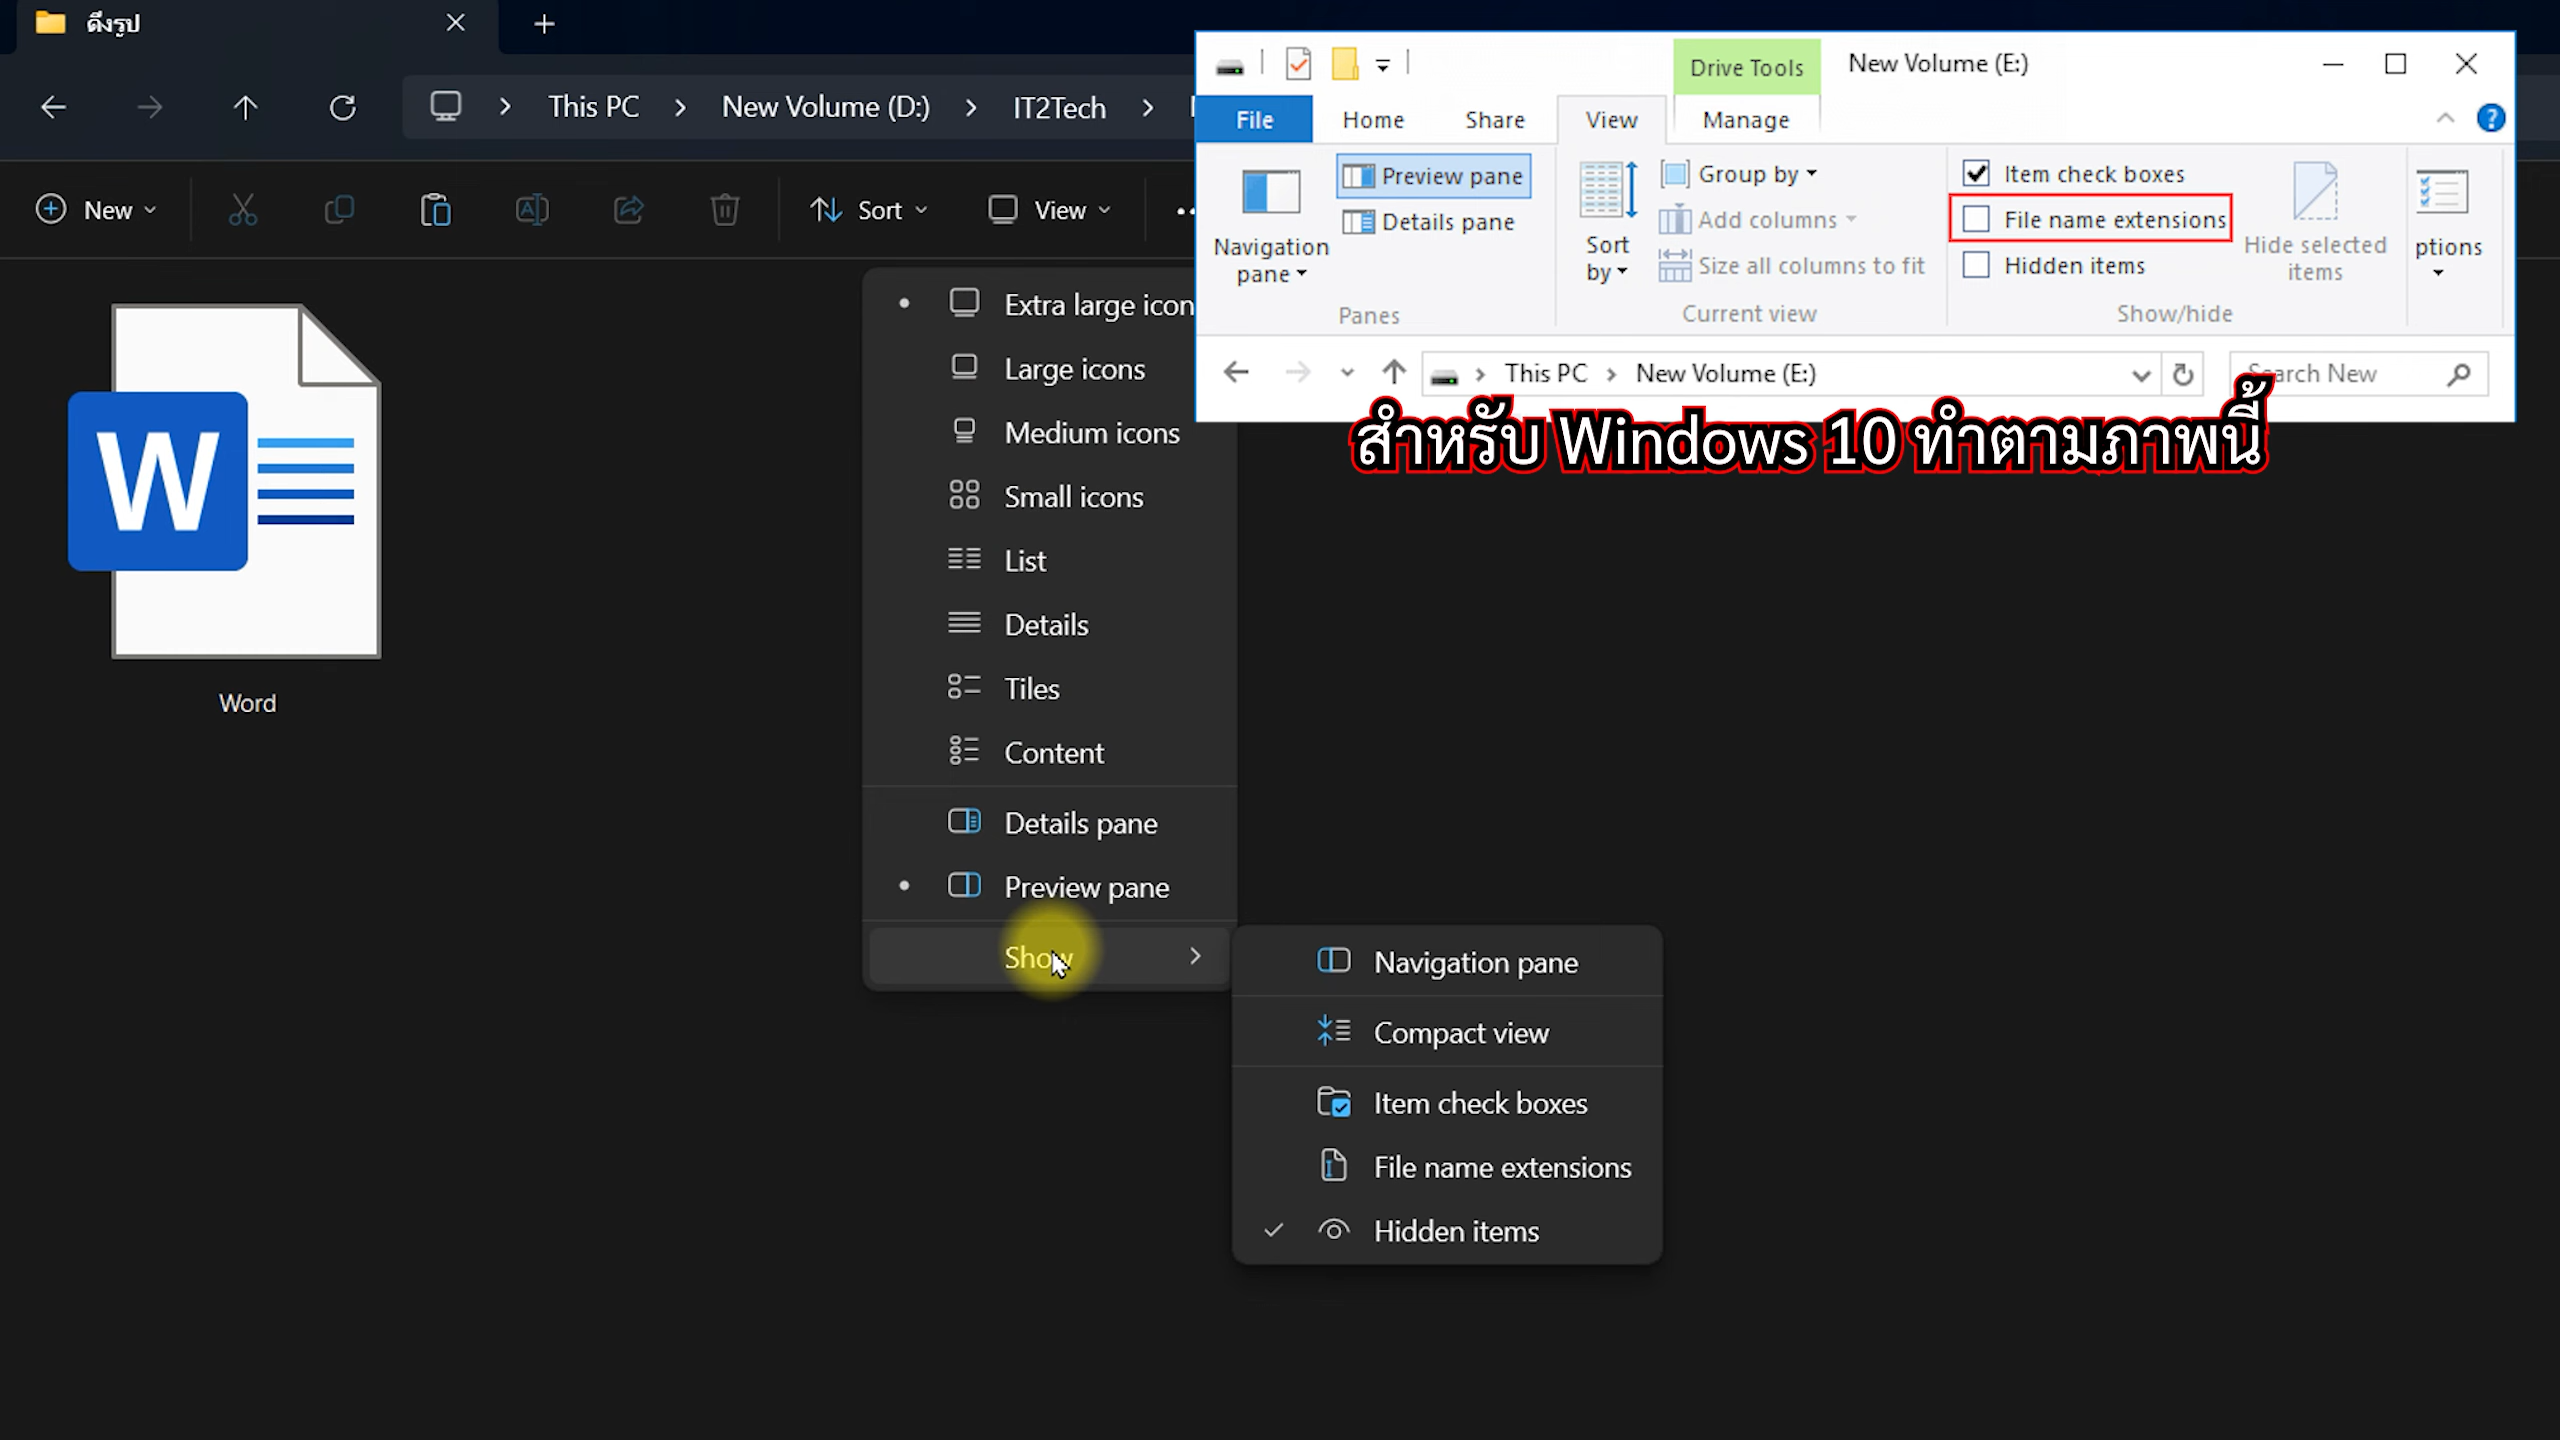 ดึงรูป
This PC
New Volume (D:)
IT2Tech
New
Sort
View
W
Word
Extra large icon
Large icons
Medium icons
Small icons
List
Details
Tiles
Content
Details pane
Preview pane
Show
Navigation pane
Compact view
Item check boxes
File name extensions
Hidden items
Drive Tools
New Volume (E:)
File
Home
Share
View
Manage
Navigation pane
Preview pane
Details pane
Panes
Sort by
Group by
Add columns
Size all columns to fit
Current view
Item check boxes
File name extensions
Hidden items
Hide selected items
Show/hide
ptions
This PC
New Volume (E:)
Search New
สำหรับ Windows 10 ทำตามภาพนี้